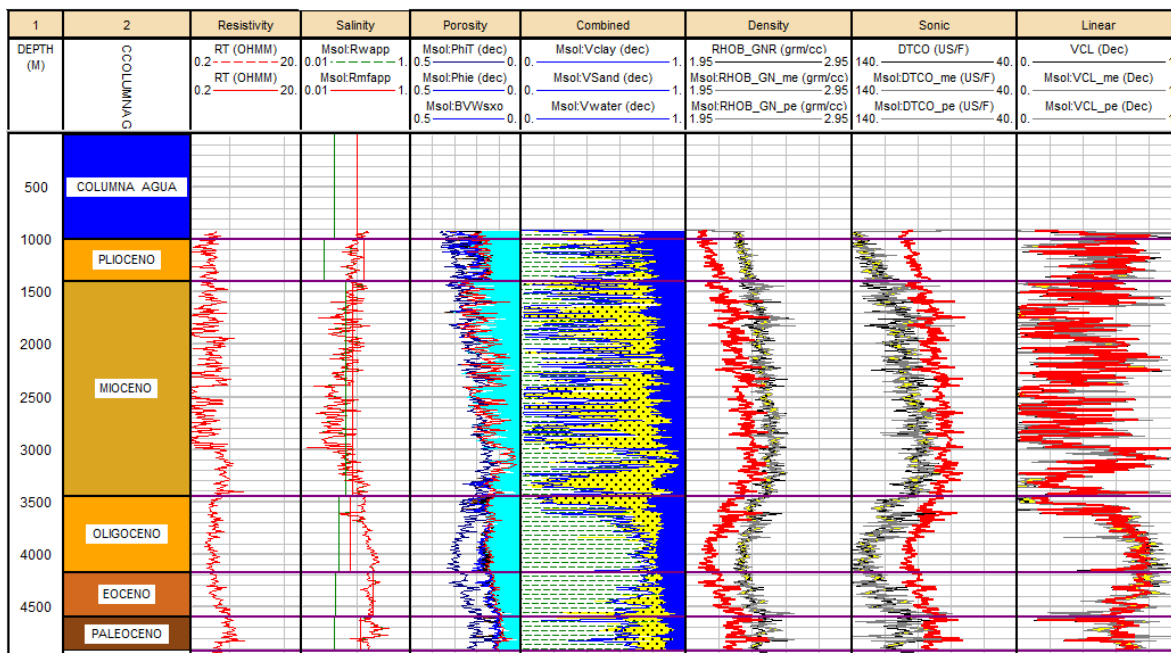 1 2 Resistivity Salinity Porosity Combined Density Sonic Linear
DEPTH
(M)
CCOLUMNA G
RT (OHMM)
0.2 20.
RT (OHMM)
0.2 20.
Msol:Rwapp
0.01 1.
Msol:Rmfapp
0.01 1.
Msol:PhiT (dec)
0.5 0.
Msol:Phie (dec)
0.5 0.
Msol:BVWsxo
0.5 0.
Msol:Vclay (dec)
0. 1.
Msol:VSand (dec)
0. 1.
Msol:Vwater (dec)
0. 1.
RHOB_GNR (grm/cc)
1.95 2.95
Msol:RHOB_GN_me (grm/cc)
1.95 2.95
Msol:RHOB_GN_pe (grm/cc)
1.95 2.95
DTCO (US/F)
140. 40.
Msol:DTCO_me (US/F)
140. 40.
Msol:DTCO_pe (US/F)
140. 40.
VCL (Dec)
0. 1
Msol:VCL_me (Dec)
0. 1
Msol:VCL_pe (Dec)
0. 1
500
COLUMNA AGUA
1000
PLIOCENO
1500
2000
MIOCENO
2500
3000
3500
OLIGOCENO
4000
EOCENO
4500
PALEOCENO